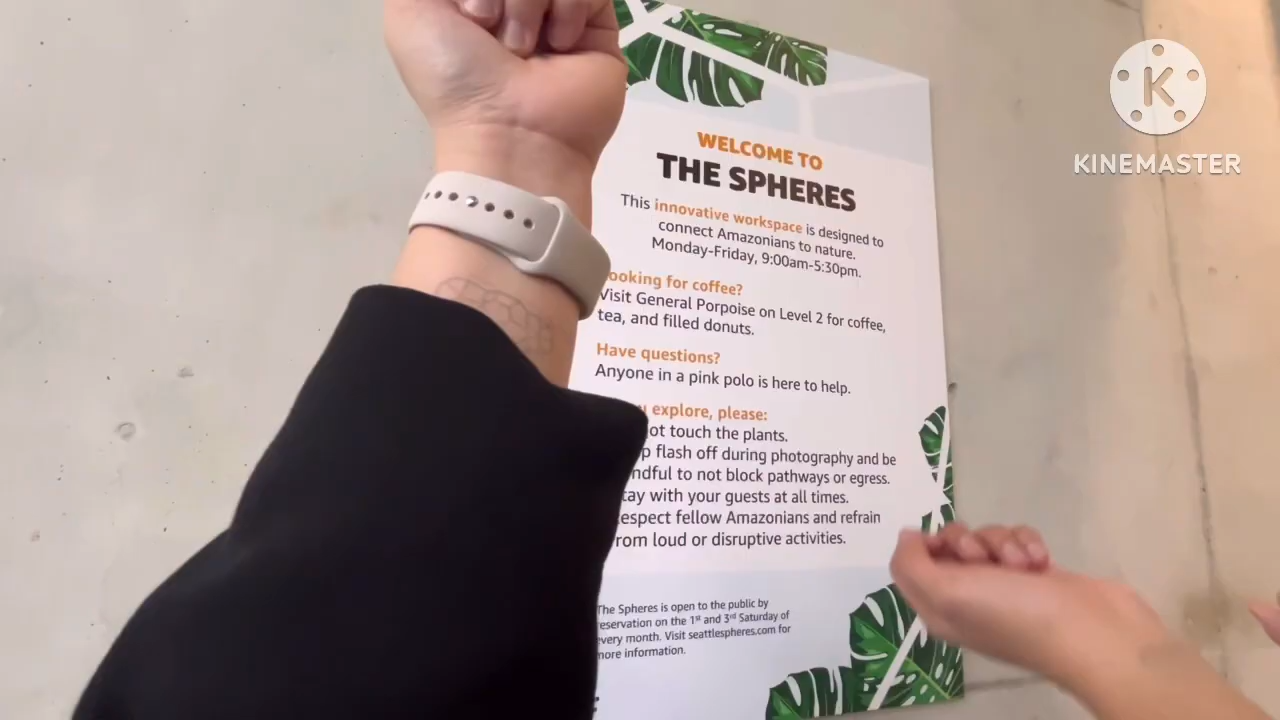 WELCOME TO
THE SPHERES
This innovative workspace is designed to
connect Amazonians to nature.
Monday-Friday, 9:00am-5:30pm.
ooking for coffee?
Visit General Porpoise on Level 2 for coffee,
tea, and filled donuts.
Have questions?
Anyone in a pink polo is here to help.
explore, please:
ot touch the plants.
p flash off during photography and be
ndful to not block pathways or egress.
tay with your guests at all times.
espect fellow Amazonians and refrain
rom loud or disruptive activities.
The Spheres is open to the public by
reservation on the 1st and 3rd Saturday of
every month. Visit seattlespheres.com for
more information.
K
KINEMASTER